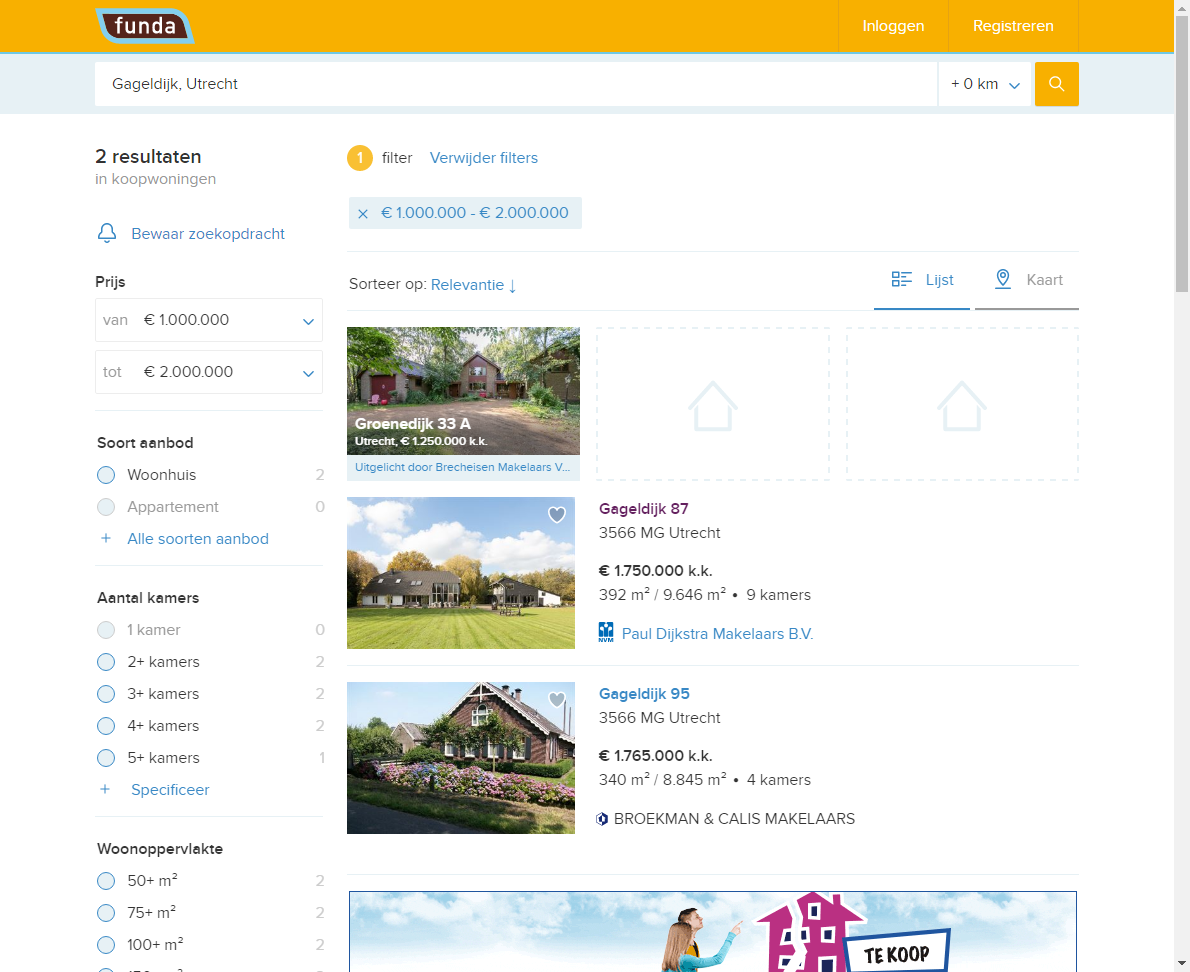 funda
Inloggen
Registreren
Gageldijk, Utrecht
+ 0 km
2 resultaten
in koopwoningen
Bewaar zoekopdracht
Prijs
van € 1.000.000
tot € 2.000.000
Soort aanbod
Woonhuis 2
Appartement 0
+ Alle soorten aanbod
Aantal kamers
1 kamer 0
2+ kamers 2
3+ kamers 2
4+ kamers 2
5+ kamers 1
+ Specificeer
Woonoppervlakte
50+ m² 2
75+ m² 2
100+ m² 2
1 filter Verwijder filters
× € 1.000.000 - € 2.000.000
Sorteer op: Relevantie ↓
Lijst
Kaart
Groenedijk 33 A
Utrecht, € 1.250.000 k.k.
Uitgelicht door Brecheisen Makelaars V...
Gageldijk 87
3566 MG Utrecht
€ 1.750.000 k.k.
392 m² / 9.646 m² • 9 kamers
NVM Paul Dijkstra Makelaars B.V.
Gageldijk 95
3566 MG Utrecht
€ 1.765.000 k.k.
340 m² / 8.845 m² • 4 kamers
BROEKMAN & CALIS MAKELAARS
TE KOOP